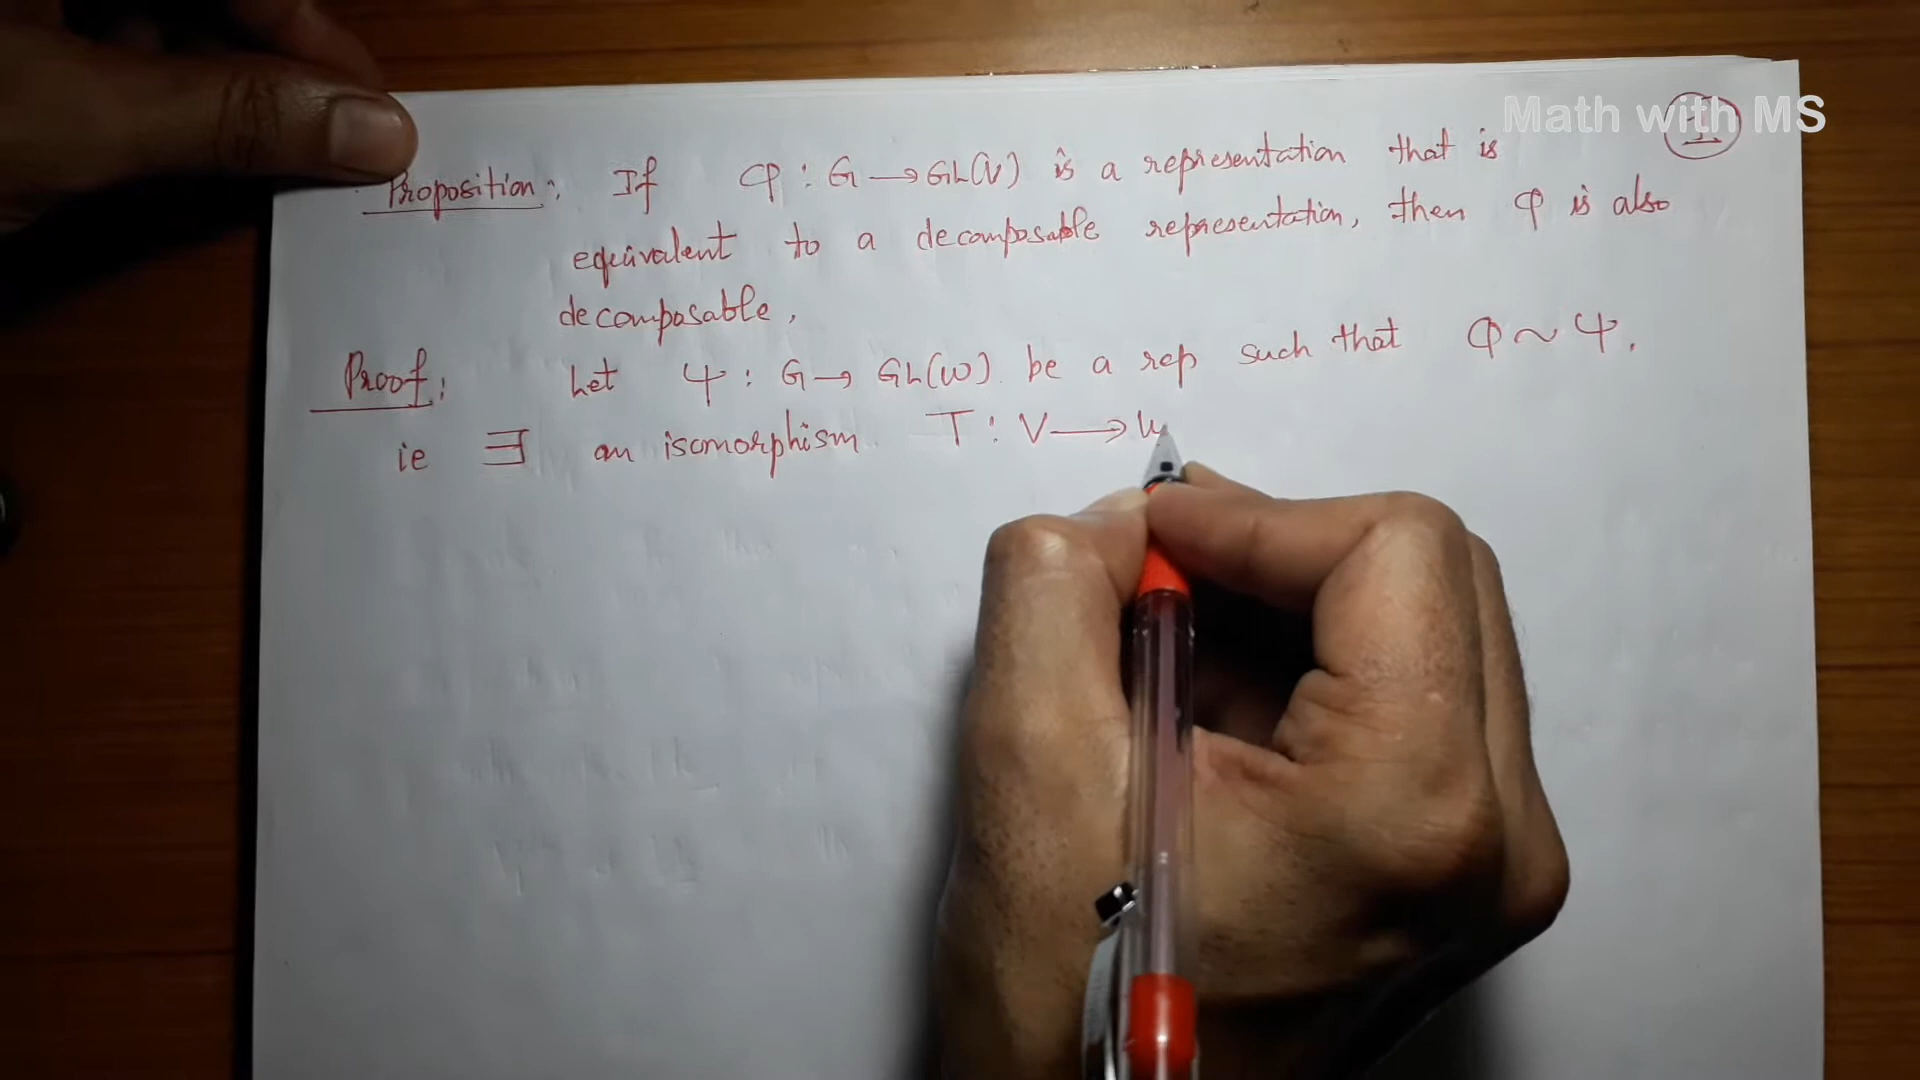 Math with MS
1
Proposition: If φ : G → GL(V) is a representation that is
equivalent to a decomposable representation, then φ is also
decomposable.
Proof: Let ψ : G → GL(W) be a rep such that φ ~ ψ.
ie ∃ an isomorphism T : V → W